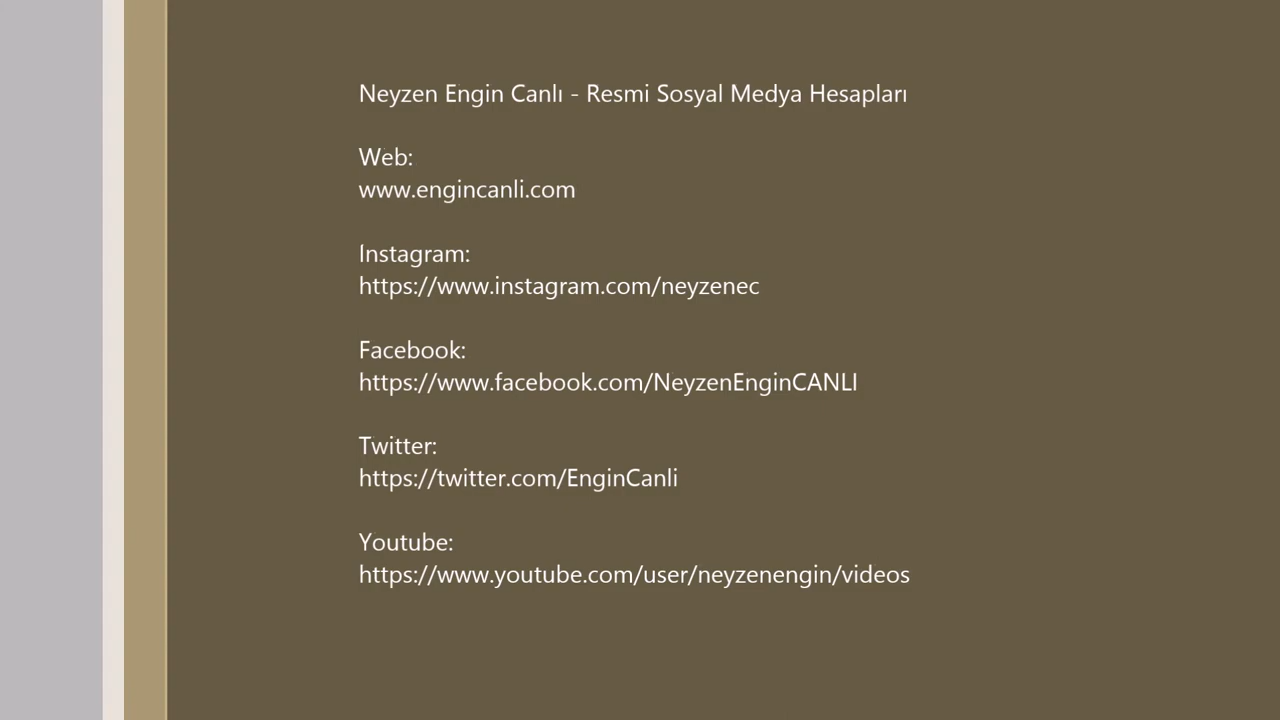 Neyzen Engin Canlı - Resmi Sosyal Medya Hesapları
Web:
www.engincanli.com
Instagram:
https://www.instagram.com/neyzenec
Facebook:
https://www.facebook.com/NeyzenEnginCANLI
Twitter:
https://twitter.com/EnginCanli
Youtube:
https://www.youtube.com/user/neyzenengin/videos